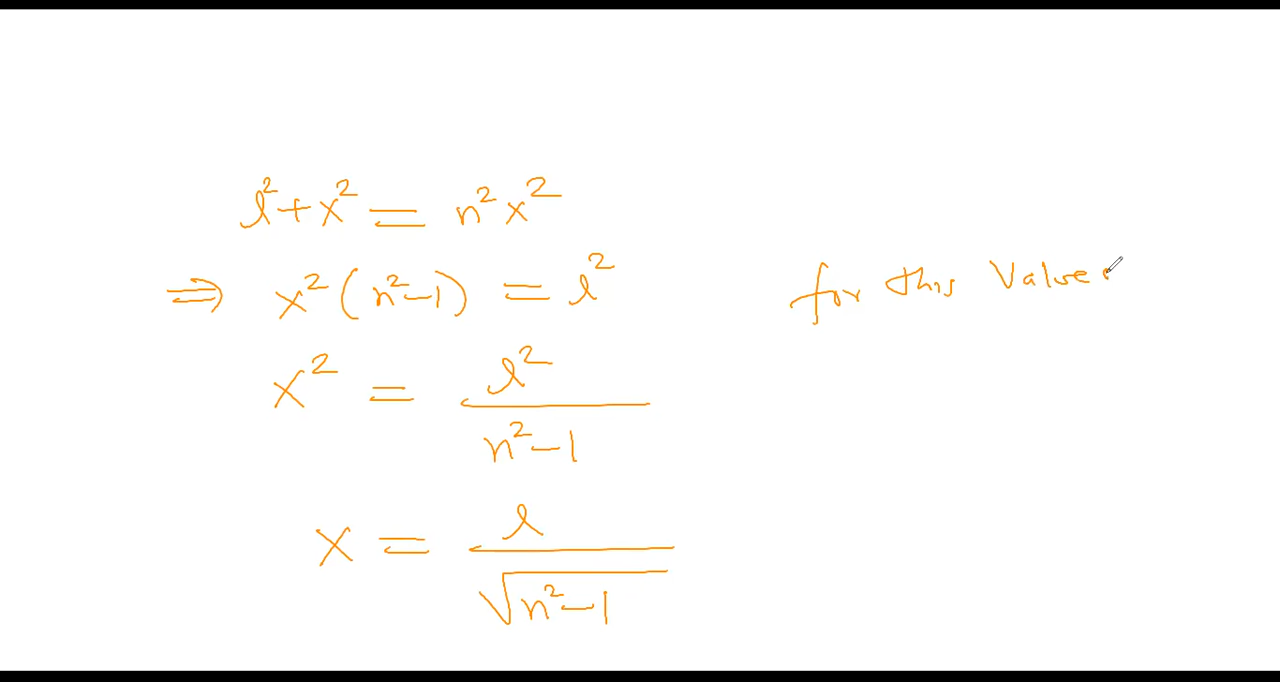 l² + x² = n²x²
⇒ x² (n² - 1) = l²
for this Value
x² = l² / n² - 1
x = l / √n² - 1